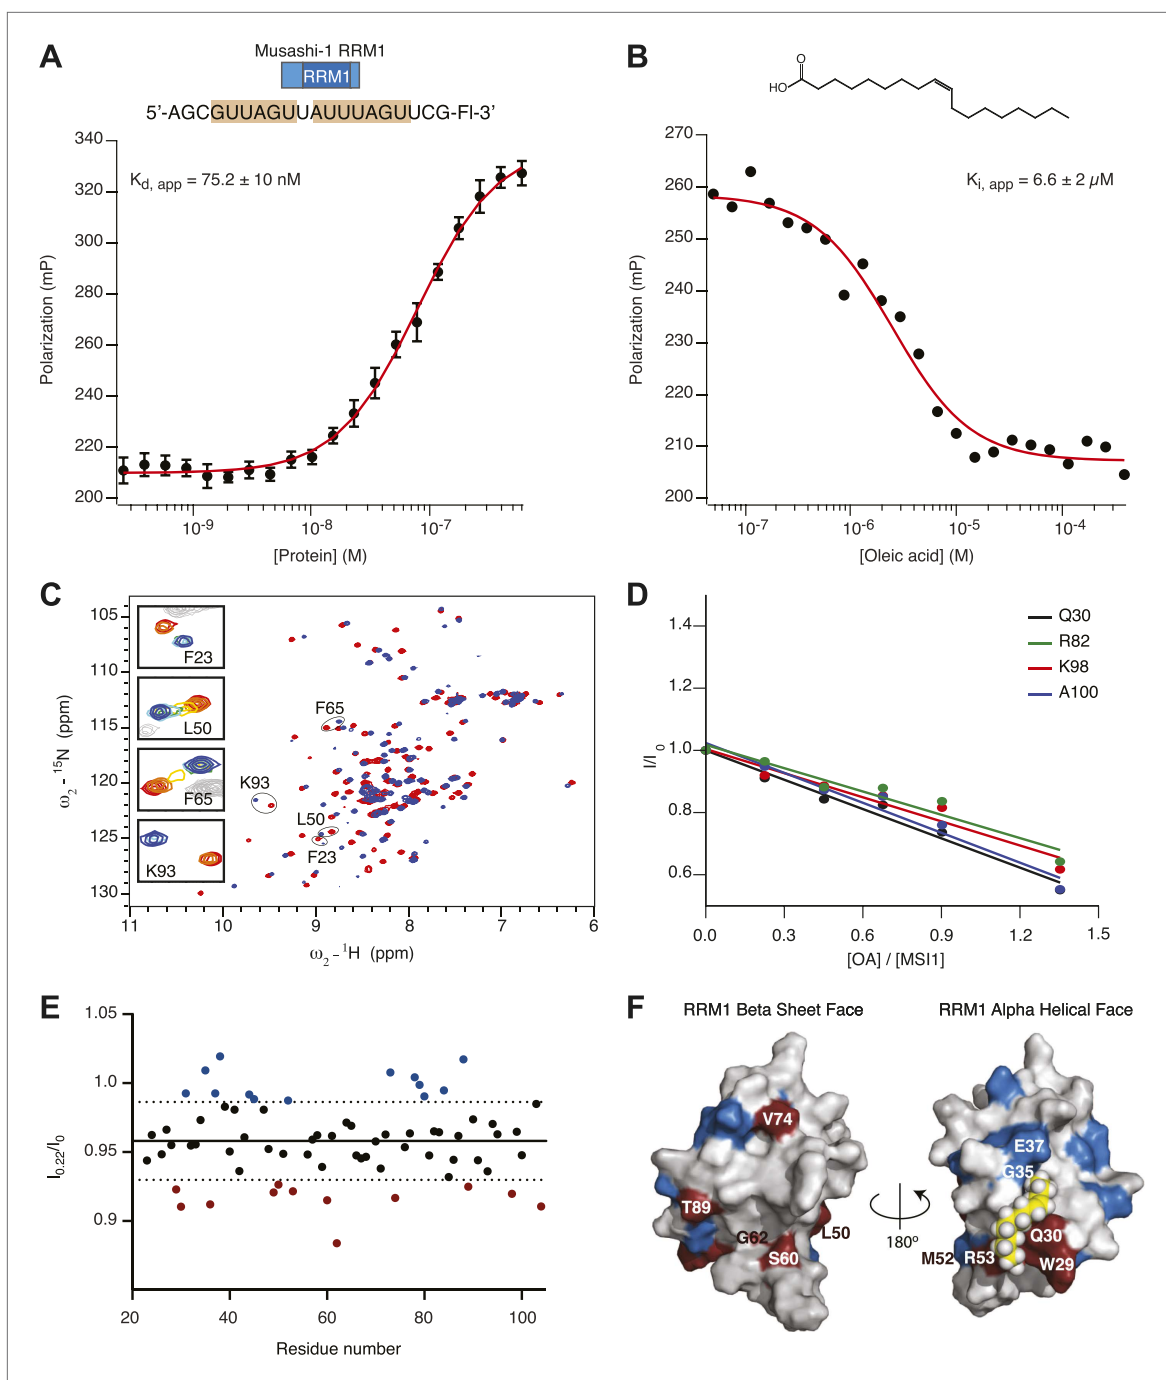 A
Musashi-1 RRM1
RRM1
5'-AGCGUUAGUUAUUUAGUUCG-Fl-3'
K d, app = 75.2 ± 10 nM
Polarization (mP)
340
320
300
280
260
240
220
200
10-9
10-8
10-7
[Protein] (M)
B
O
HO
K i, app = 6.6 ± 2 µM
Polarization (mP)
270
260
250
240
230
220
210
200
10-7
10-6
10-5
10-4
[Oleic acid] (M)
C
F23
L50
F65
K93
F65
K93
L50
F23
ω2 - 15N (ppm)
105
110
115
120
125
130
11
10
9
8
7
6
ω2 - 1H (ppm)
D
Q30
R82
K98
A100
I/I0
1.4
1.2
1.0
0.8
0.6
0.0
0.3
0.6
0.9
1.2
1.5
[OA] / [MSI1]
E
I0.22/I0
1.05
1.0
0.95
0.9
20
40
60
80
100
Residue number
F
RRM1 Beta Sheet Face
RRM1 Alpha Helical Face
V74
T89
G62
L50
S60
180º
E37
G35
Q30
M52
R53
W29